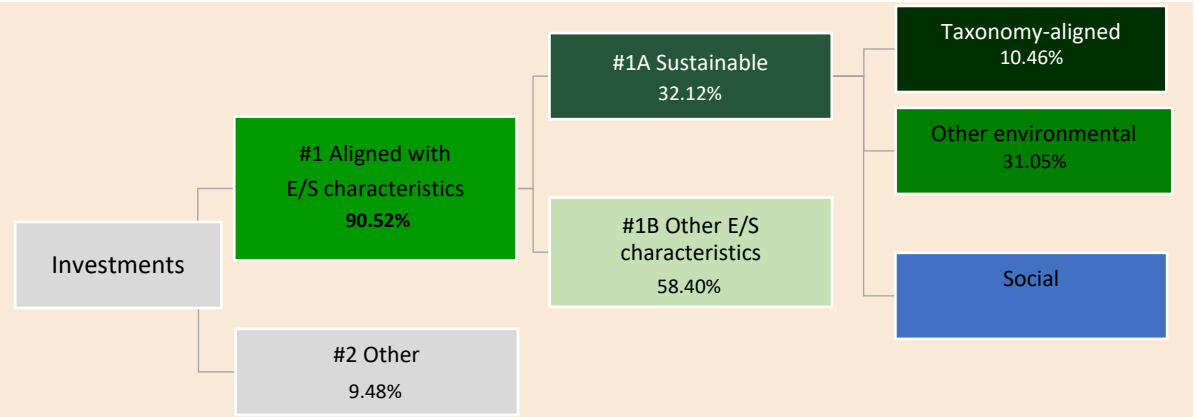 Investments
#1 Aligned with
E/S characteristics
90.52%
#2 Other
9.48%
#1A Sustainable
32.12%
#1B Other E/S
characteristics
58.40%
Taxonomy-aligned
10.46%
Other environmental
31.05%
Social